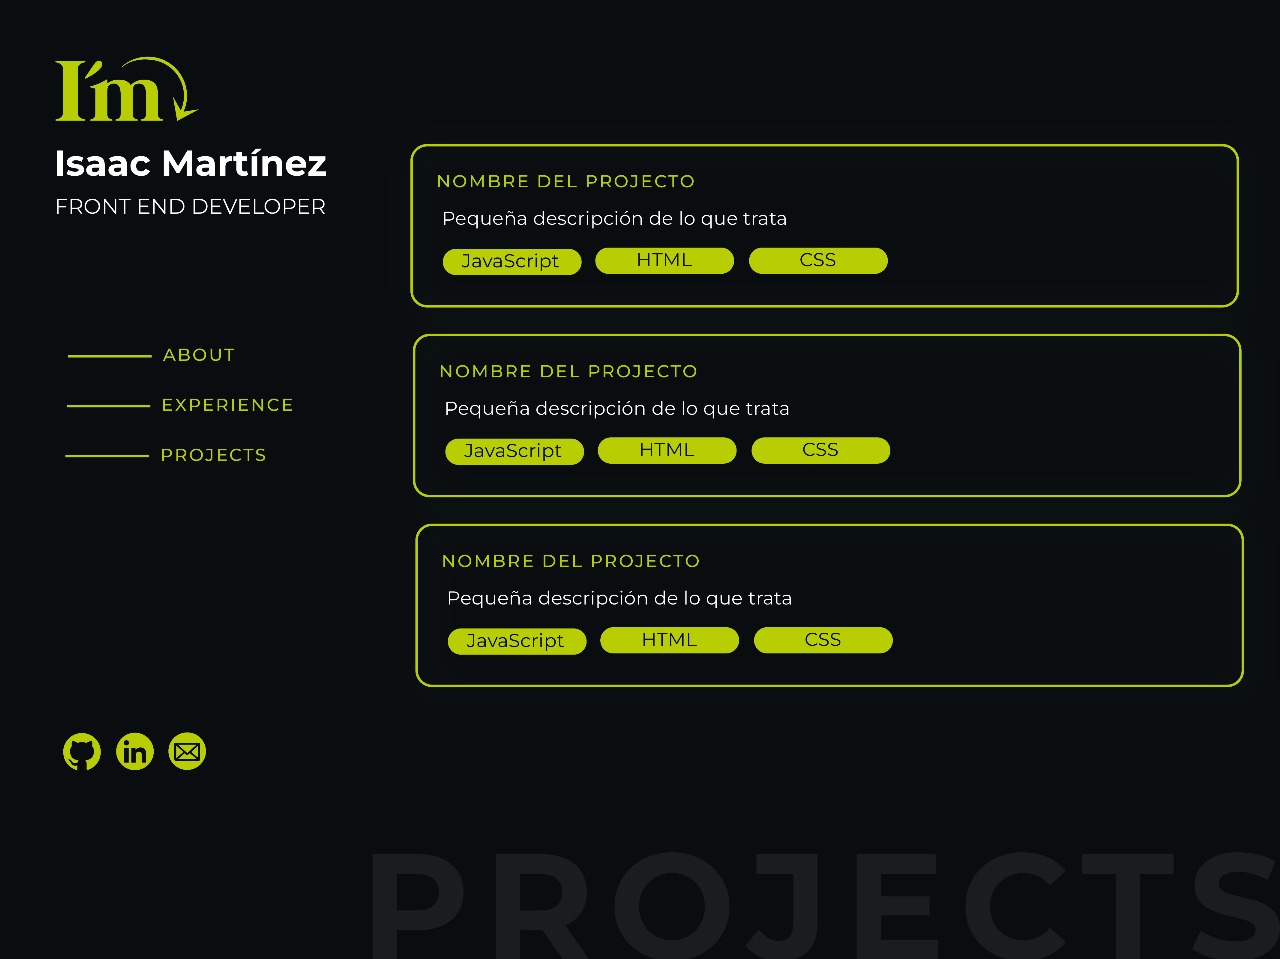 I'm
Isaac Martínez
FRONT END DEVELOPER
ABOUT
EXPERIENCE
PROJECTS
in
NOMBRE DEL PROJECTO
Pequeña descripción de lo que trata
JavaScript HTML CSS
NOMBRE DEL PROJECTO
Pequeña descripción de lo que trata
JavaScript HTML CSS
NOMBRE DEL PROJECTO
Pequeña descripción de lo que trata
JavaScript HTML CSS
PROJECTS